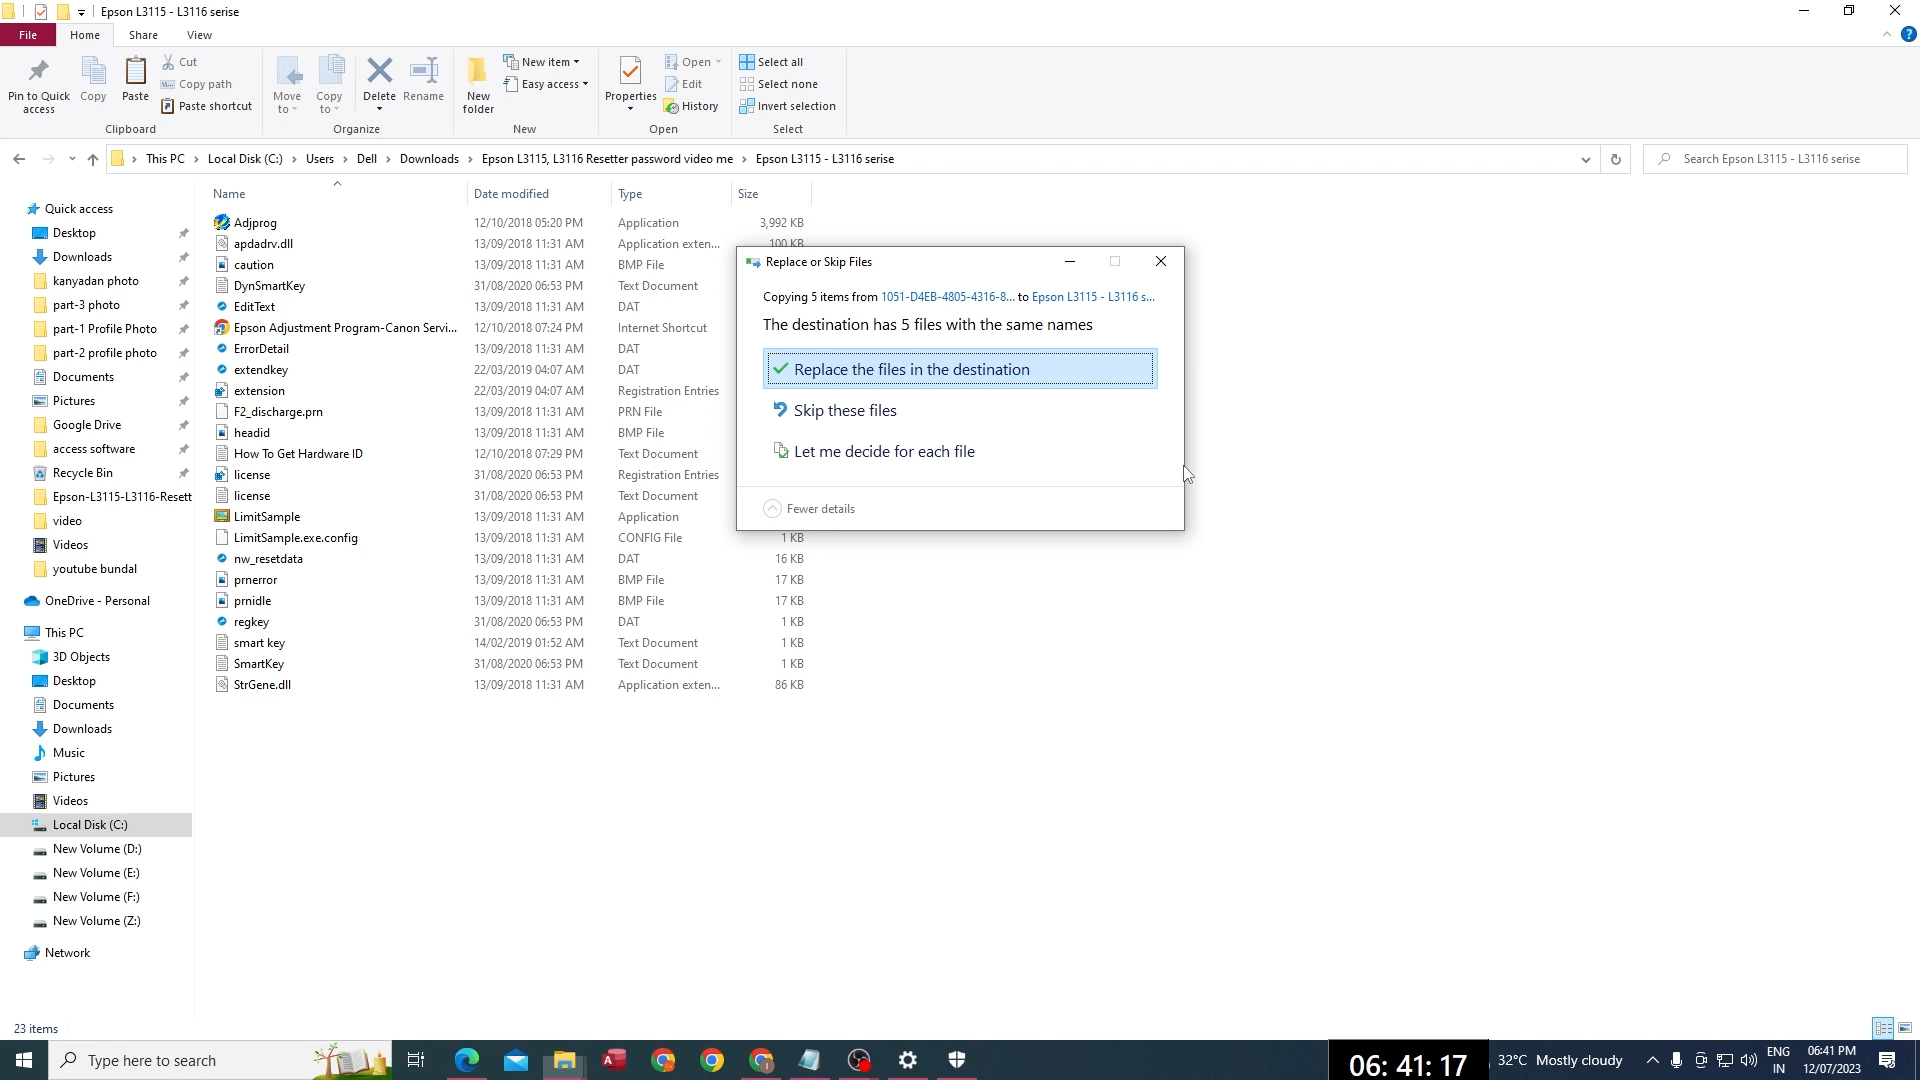 Epson L3115 - L3116 serise
File Home Share View
Pin to Quick access
Copy
Paste
Cut
Copy path
Paste shortcut
Clipboard
Move to
Copy to
Delete
Rename
Organize
New folder
New item
Easy access
New
Properties
Open
Edit
History
Open
Select all
Select none
Invert selection
Select
This PC Local Disk (C:) Users Dell Downloads Epson L3115, L3116 Resetter password video me Epson L3115 - L3116 serise
Search Epson L3115 - L3116 serise
Quick access
Desktop
Downloads
kanyadan photo
part-3 photo
part-1 Profile Photo
part-2 profile photo
Documents
Pictures
Google Drive
access software
Recycle Bin
Epson-L3115-L3116-Resett
video
Videos
youtube bundal
OneDrive - Personal
This PC
3D Objects
Desktop
Documents
Downloads
Music
Pictures
Videos
Local Disk (C:)
New Volume (D:)
New Volume (E:)
New Volume (F:)
New Volume (Z:)
Network
Name Date modified Type Size
Adjprog 12/10/2018 05:20 PM Application 3,992 KB
apdadrv.dll 13/09/2018 11:31 AM Application exten... 100 KB
caution 13/09/2018 11:31 AM BMP File
DynSmartKey 31/08/2020 06:53 PM Text Document
EditText 13/09/2018 11:31 AM DAT
Epson Adjustment Program-Canon Servi... 12/10/2018 07:24 PM Internet Shortcut
ErrorDetail 13/09/2018 11:31 AM DAT
extendkey 22/03/2019 04:07 AM DAT
extension 22/03/2019 04:07 AM Registration Entries
F2_discharge.prn 13/09/2018 11:31 AM PRN File
headid 13/09/2018 11:31 AM BMP File
How To Get Hardware ID 12/10/2018 07:29 PM Text Document
license 31/08/2020 06:53 PM Registration Entries
license 31/08/2020 06:53 PM Text Document
LimitSample 13/09/2018 11:31 AM Application
LimitSample.exe.config 13/09/2018 11:31 AM CONFIG File 1 KB
nw_resetdata 13/09/2018 11:31 AM DAT 16 KB
prnerror 13/09/2018 11:31 AM BMP File 17 KB
prnidle 13/09/2018 11:31 AM BMP File 17 KB
regkey 31/08/2020 06:53 PM DAT 1 KB
smart key 14/02/2019 01:52 AM Text Document 1 KB
SmartKey 31/08/2020 06:53 PM Text Document 1 KB
StrGene.dll 13/09/2018 11:31 AM Application exten... 86 KB
Replace or Skip Files
Copying 5 items from 1051-D4EB-4805-4316-8... to Epson L3115 - L3116 s...
The destination has 5 files with the same names
Replace the files in the destination
Skip these files
Let me decide for each file
Fewer details
23 items
Type here to search
06: 41: 17
32°C Mostly cloudy
ENG
IN
06:41 PM
12/07/2023